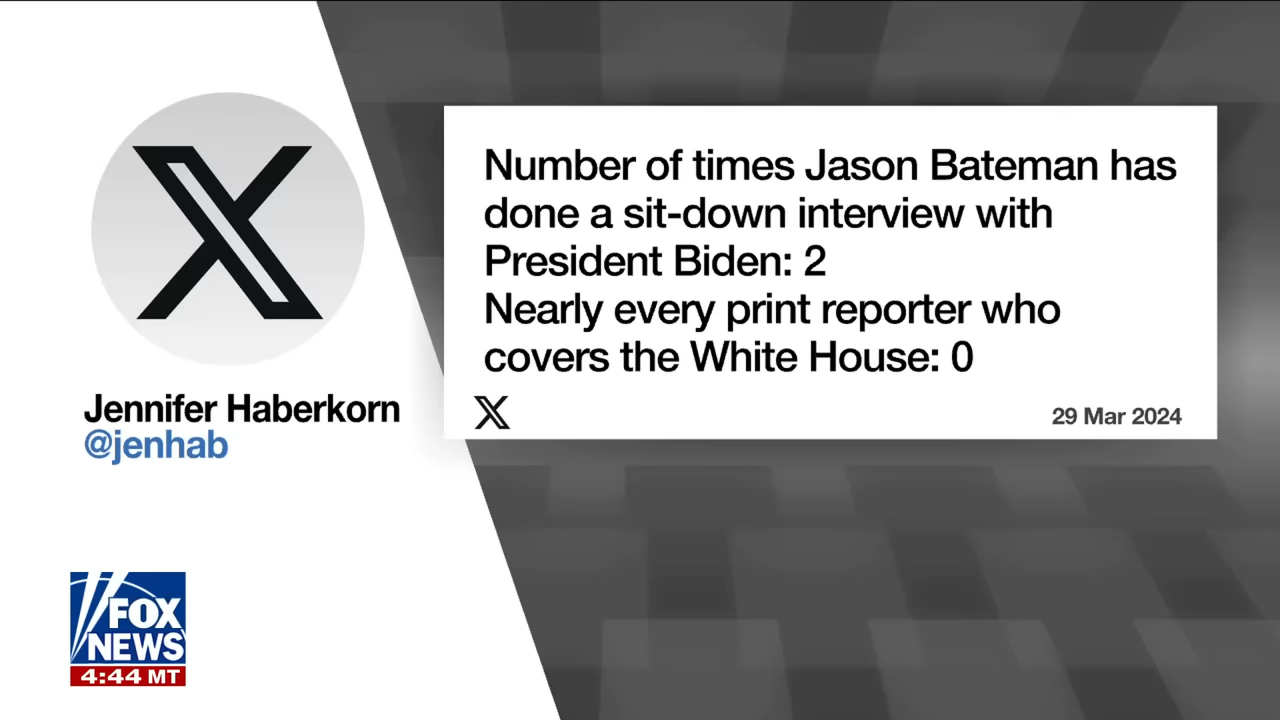 Number of times Jason Bateman has
done a sit-down interview with
President Biden: 2
Nearly every print reporter who
covers the White House: 0
29 Mar 2024
Jennifer Haberkorn
@jenhab
FOX
NEWS
4:44 MT